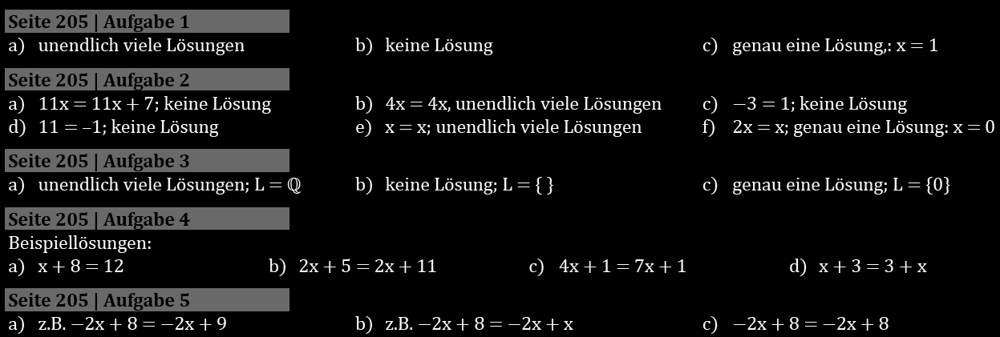 Seite 205 | Aufgabe 1
a) unendlich viele Lösungen b) keine Lösung c) genau eine Lösung,: x = 1
Seite 205 | Aufgabe 2
a) 11x = 11x + 7; keine Lösung b) 4x = 4x, unendlich viele Lösungen c) −3 = 1; keine Lösung
d) 11 = –1; keine Lösung e) x = x; unendlich viele Lösungen f) 2x = x; genau eine Lösung: x = 0
Seite 205 | Aufgabe 3
a) unendlich viele Lösungen; L = ℚ b) keine Lösung; L = { } c) genau eine Lösung; L = {0}
Seite 205 | Aufgabe 4
Beispiellösungen:
a) x + 8 = 12 b) 2x + 5 = 2x + 11 c) 4x + 1 = 7x + 1 d) x + 3 = 3 + x
Seite 205 | Aufgabe 5
a) z.B. −2x + 8 = −2x + 9 b) z.B. −2x + 8 = −2x + x c) −2x + 8 = −2x + 8